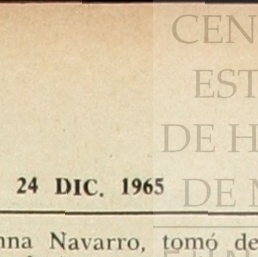 CEN
EST
DE H
24 DIC. 1965
DE M
nna Navarro, tomó de